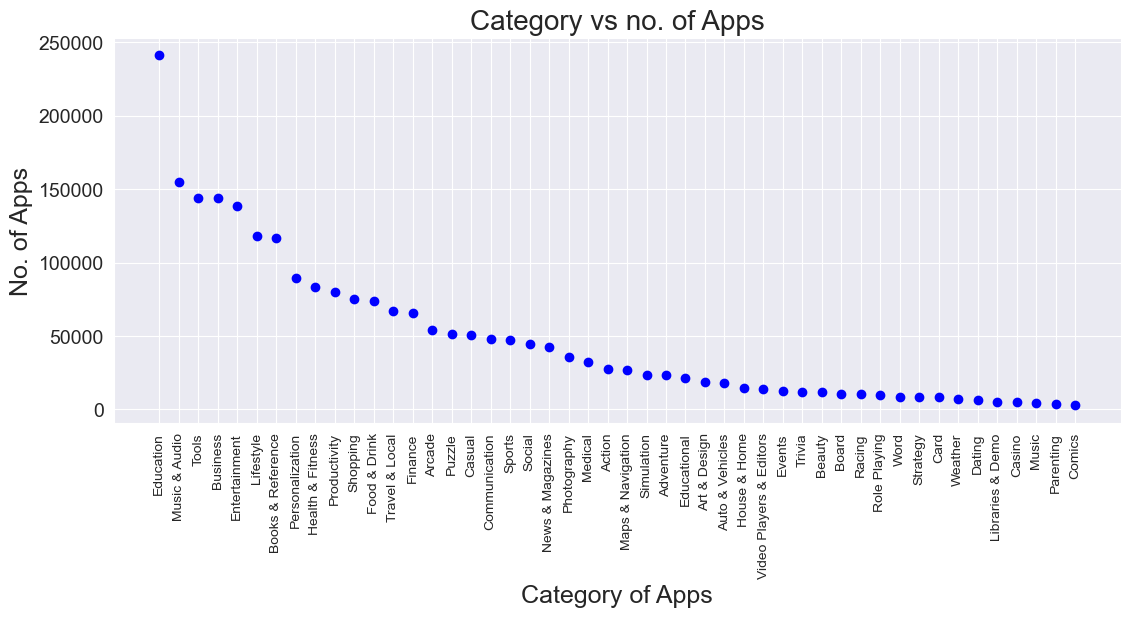 Category vs no. of Apps
250000
200000
150000
100000
50000
0
No. of Apps
Education
Music & Audio
Tools
Business
Entertainment
Lifestyle
Books & Reference
Personalization
Health & Fitness
Productivity
Shopping
Food & Drink
Travel & Local
Finance
Arcade
Puzzle
Casual
Communication
Sports
Social
News & Magazines
Photography
Medical
Action
Maps & Navigation
Simulation
Adventure
Educational
Art & Design
Auto & Vehicles
House & Home
Video Players & Editors
Events
Trivia
Beauty
Board
Racing
Role Playing
Word
Strategy
Card
Weather
Dating
Libraries & Demo
Casino
Music
Parenting
Comics
Category of Apps